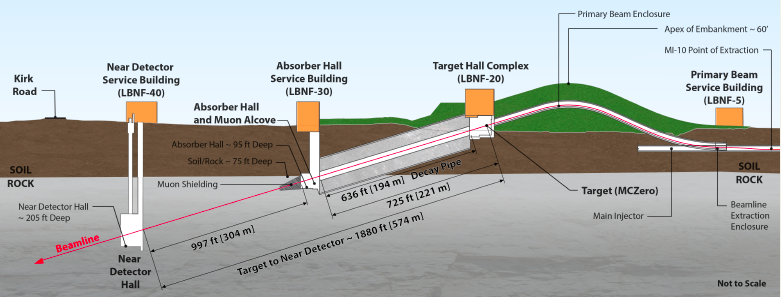 Primary Beam Enclosure
Apex of Embankment ~ 60'
MI-10 Point of Extraction
Kirk
Road
Near Detector
Service Building
(LBNF-40)
Absorber Hall
Service Building
(LBNF-30)
Target Hall Complex
(LBNF-20)
Primary Beam
Service Building
(LBNF-5)
Absorber Hall
and Muon Alcove
Absorber Hall ~ 95 ft Deep
Soil/Rock ~ 75 ft Deep
Muon Shielding
SOIL
ROCK
SOIL
ROCK
Near Detector Hall
~ 205 ft Deep
Beamline
Near
Detector
Hall
636 ft [194 m] Decay Pipe
725 ft [221 m]
997 ft [304 m]
Target to Near Detector ~ 1880 ft [574 m]
Target (MCZero)
Main Injector
Beamline
Extraction
Enclosure
Not to Scale